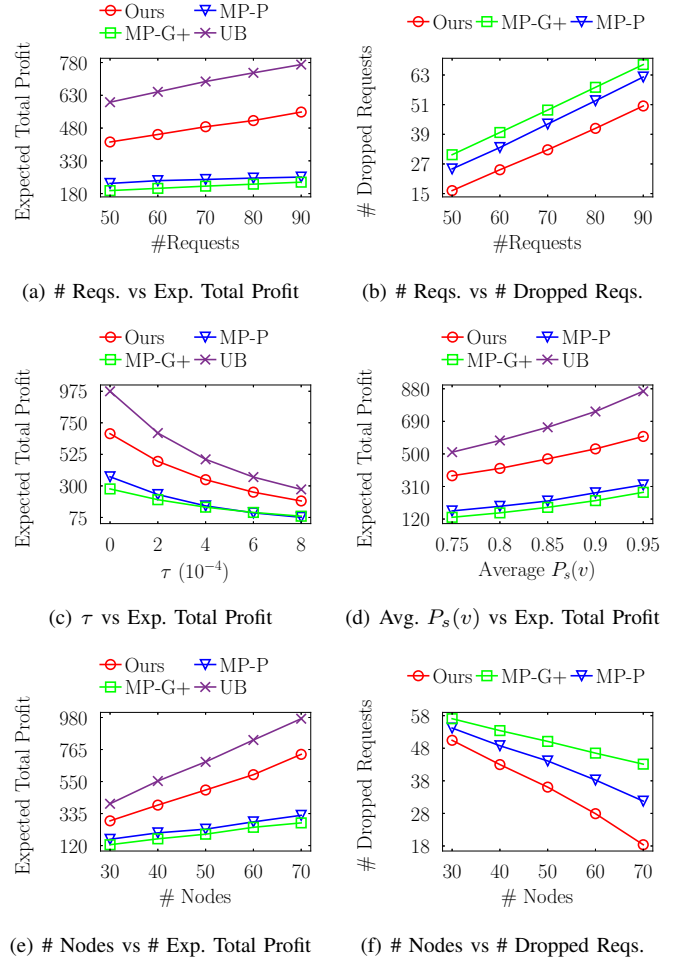 Ours MP-P
MP-G+ UB
Expected Total Profit
780
630
480
330
180
50 60 70 80 90
#Requests
(a) # Reqs. vs Exp. Total Profit
Ours MP-G+ MP-P
# Dropped Requests
63
51
39
27
15
50 60 70 80 90
#Requests
(b) # Reqs. vs # Dropped Reqs.
Ours MP-P
MP-G+ UB
Expected Total Profit
975
750
525
300
75
0 2 4 6 8
τ (10⁻⁴)
(c) τ vs Exp. Total Profit
Ours MP-P
MP-G+ UB
Expected Total Profit
880
690
500
310
120
0.75 0.8 0.85 0.9 0.95
Average Pₛ(v)
(d) Avg. Pₛ(v) vs Exp. Total Profit
Ours MP-P
MP-G+ UB
Expected Total Profit
980
765
550
335
120
30 40 50 60 70
# Nodes
(e) # Nodes vs # Exp. Total Profit
Ours MP-G+ MP-P
# Dropped Requests
58
48
38
28
18
30 40 50 60 70
# Nodes
(f) # Nodes vs # Dropped Reqs.